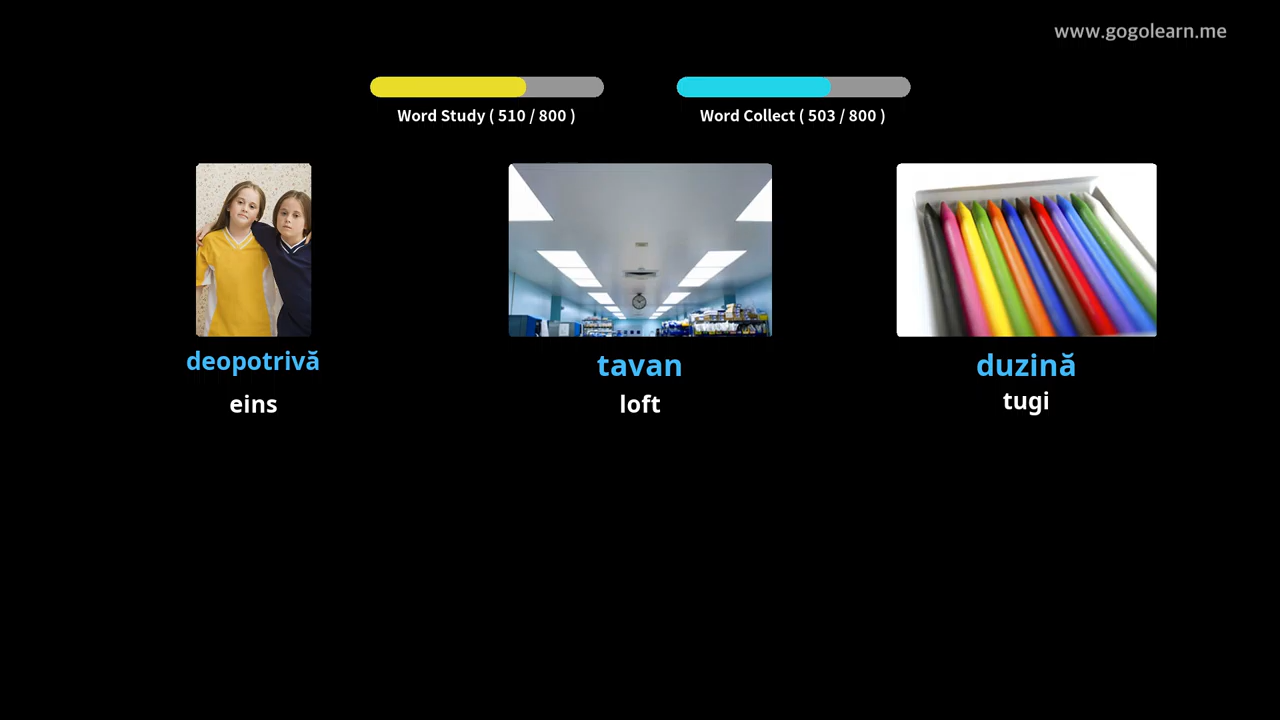 www.gogolearn.me
Word Study ( 510 / 800 )
Word Collect ( 503 / 800 )
deopotrivă
tavan
duzină
eins
loft
tugi